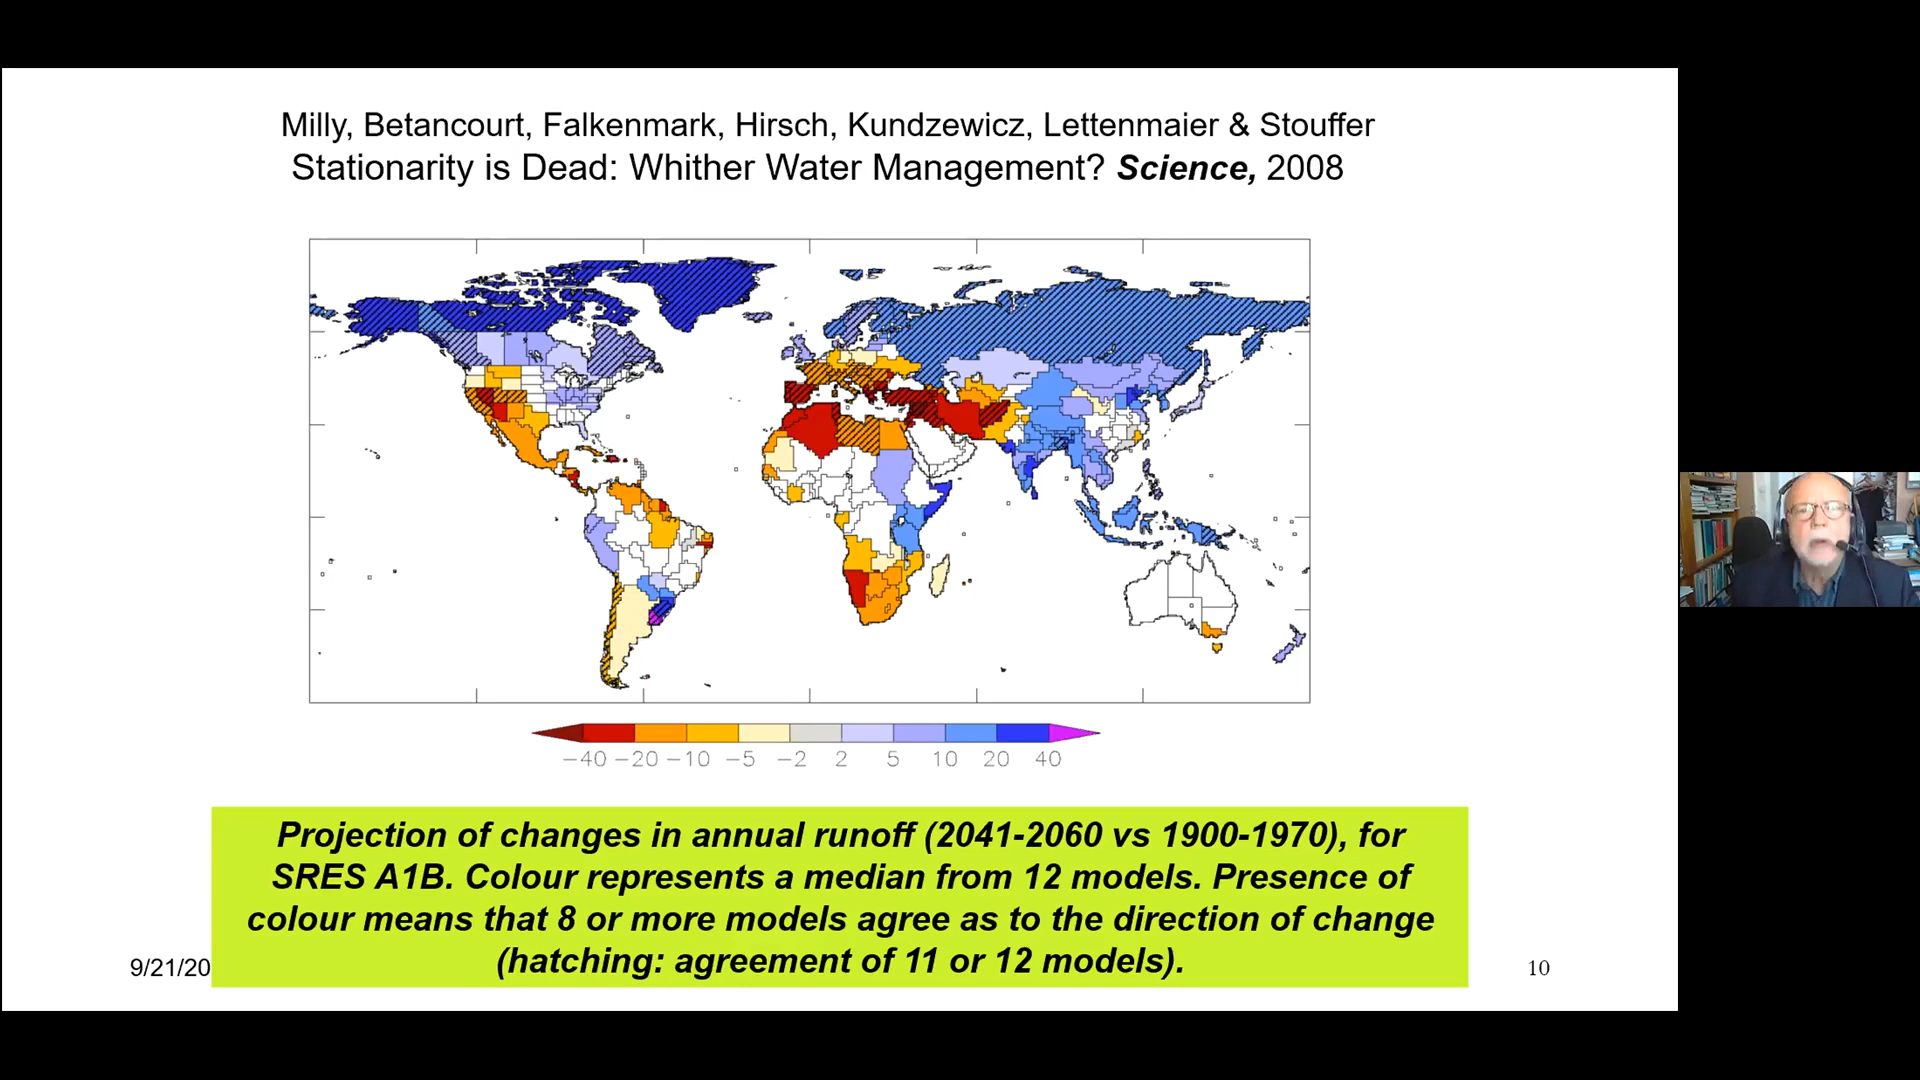 Milly, Betancourt, Falkenmark, Hirsch, Kundzewicz, Lettenmaier & Stouffer
Stationarity is Dead: Whither Water Management? Science, 2008
−40 −20 −10 −5 −2 2 5 10 20 40
Projection of changes in annual runoff (2041-2060 vs 1900-1970), for
SRES A1B. Colour represents a median from 12 models. Presence of
colour means that 8 or more models agree as to the direction of change
(hatching: agreement of 11 or 12 models).
9/21/20
10